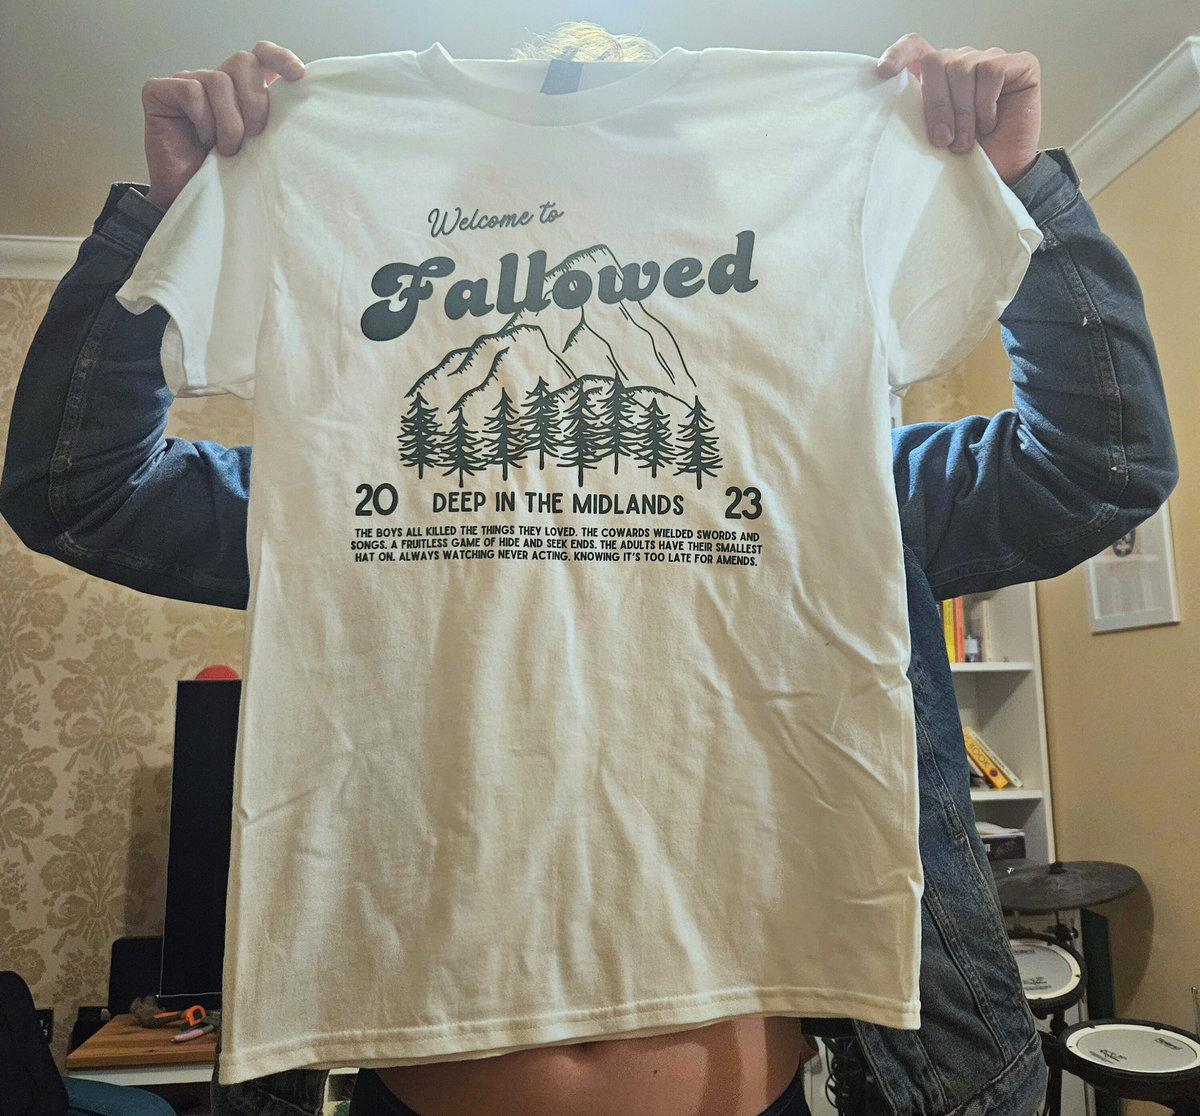 Welcome to
Fallowed
20 DEEP IN THE MIDLANDS 23
THE BOYS ALL KILLED THE THINGS THEY LOVED. THE COWARDS WIELDED SWORDS AND
SONGS. A FRUITLESS GAME OF HIDE AND SEEK ENDS. THE ADULTS HAVE THEIR SMALLEST
HAT ON. ALWAYS WATCHING NEVER ACTING. KNOWING IT'S TOO LATE FOR AMENDS.
BOOK